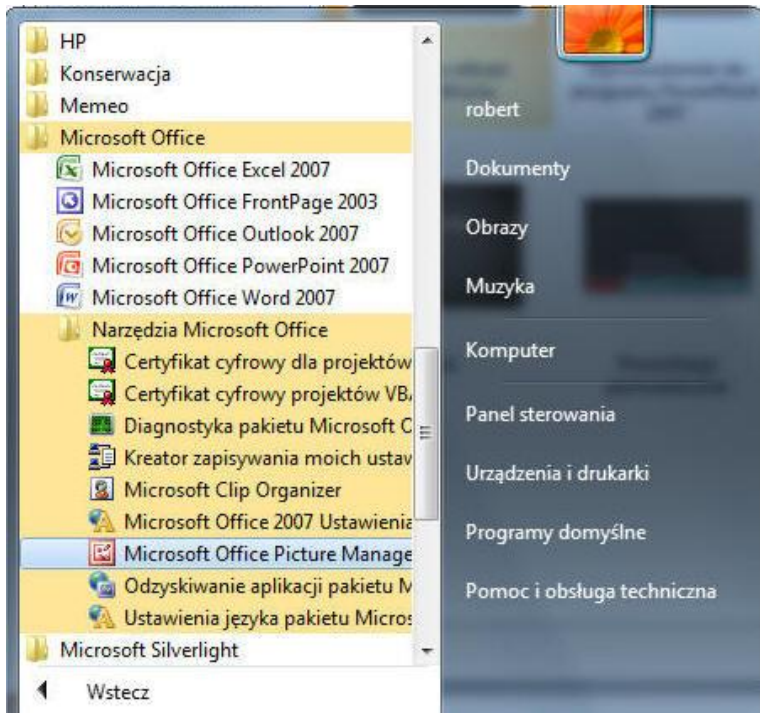 HP
Konserwacja
Memeo
Microsoft Office
Microsoft Office Excel 2007
Microsoft Office FrontPage 2003
Microsoft Office Outlook 2007
Microsoft Office PowerPoint 2007
Microsoft Office Word 2007
Narzędzia Microsoft Office
Certyfikat cyfrowy dla projektów
Certyfikat cyfrowy projektów VB
Diagnostyka pakietu Microsoft O
Kreator zapisywania moich ustaw
Microsoft Clip Organizer
Microsoft Office 2007 Ustawienia
Microsoft Office Picture Manage
Odzyskiwanie aplikacji pakietu M
Ustawienia języka pakietu Micros
Microsoft Silverlight
Wstecz
robert
Dokumenty
Obrazy
Muzyka
Komputer
Panel sterowania
Urządzenia i drukarki
Programy domyślne
Pomoc i obsługa techniczna